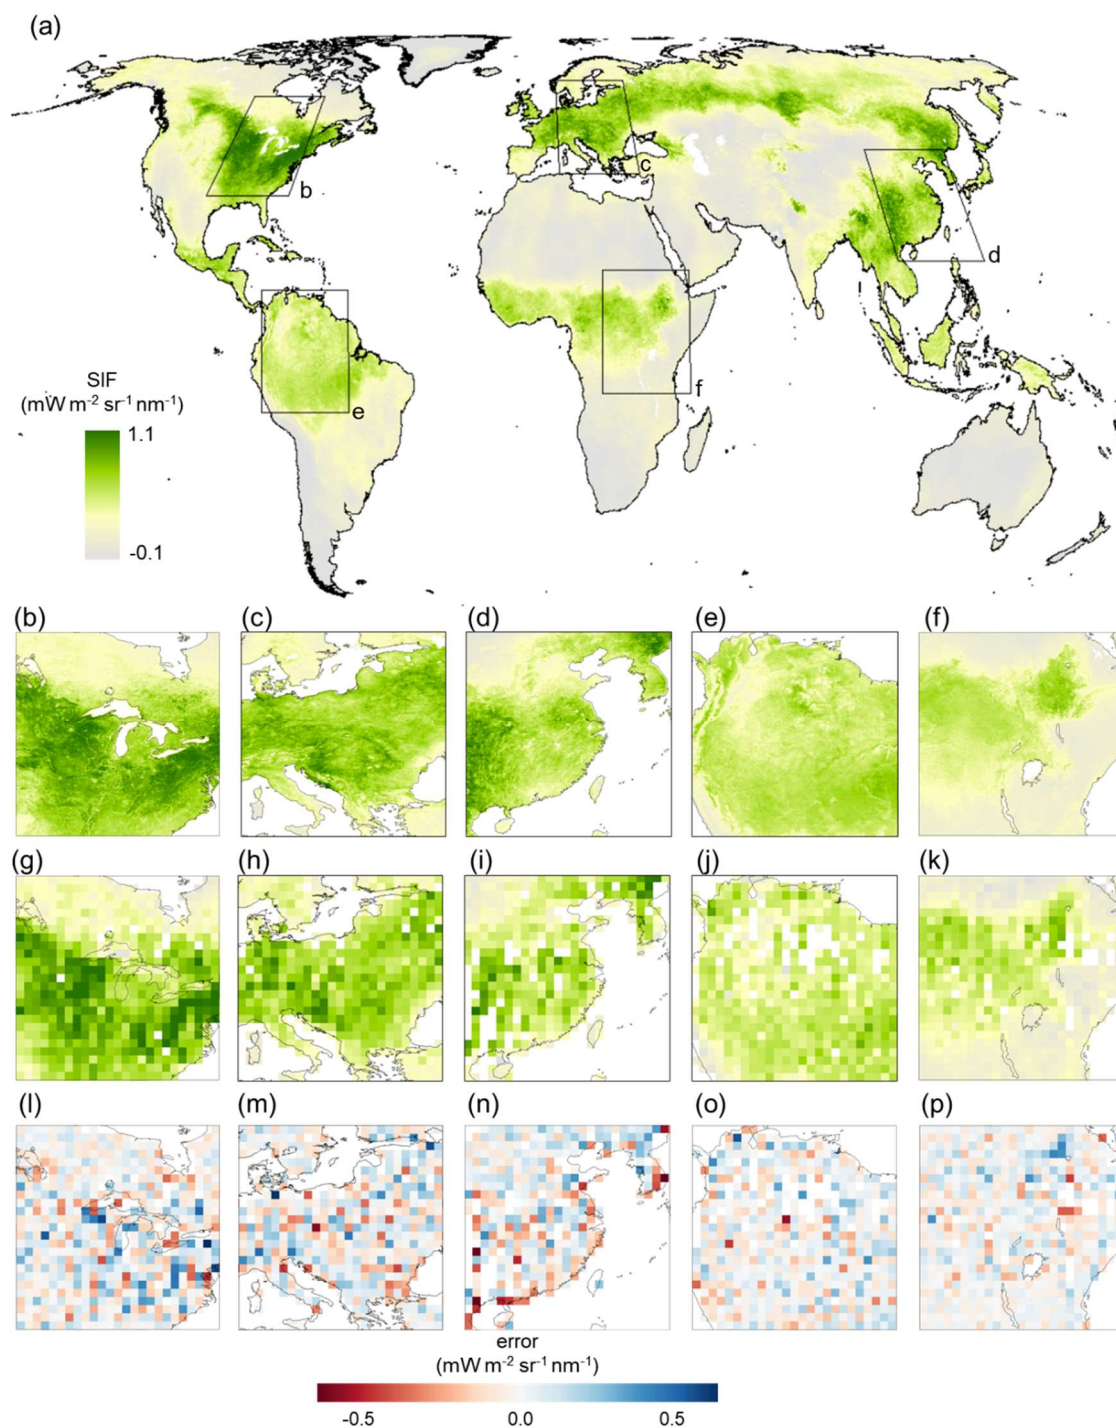 (a)
b
c
d
e
f
SIF
(mW m⁻² sr⁻¹ nm⁻¹)
1.1
-0.1
(b) (c) (d) (e) (f)
(g) (h) (i) (j) (k)
(l) (m) (n) (o) (p)
error
(mW m⁻² sr⁻¹ nm⁻¹)
-0.5 0.0 0.5